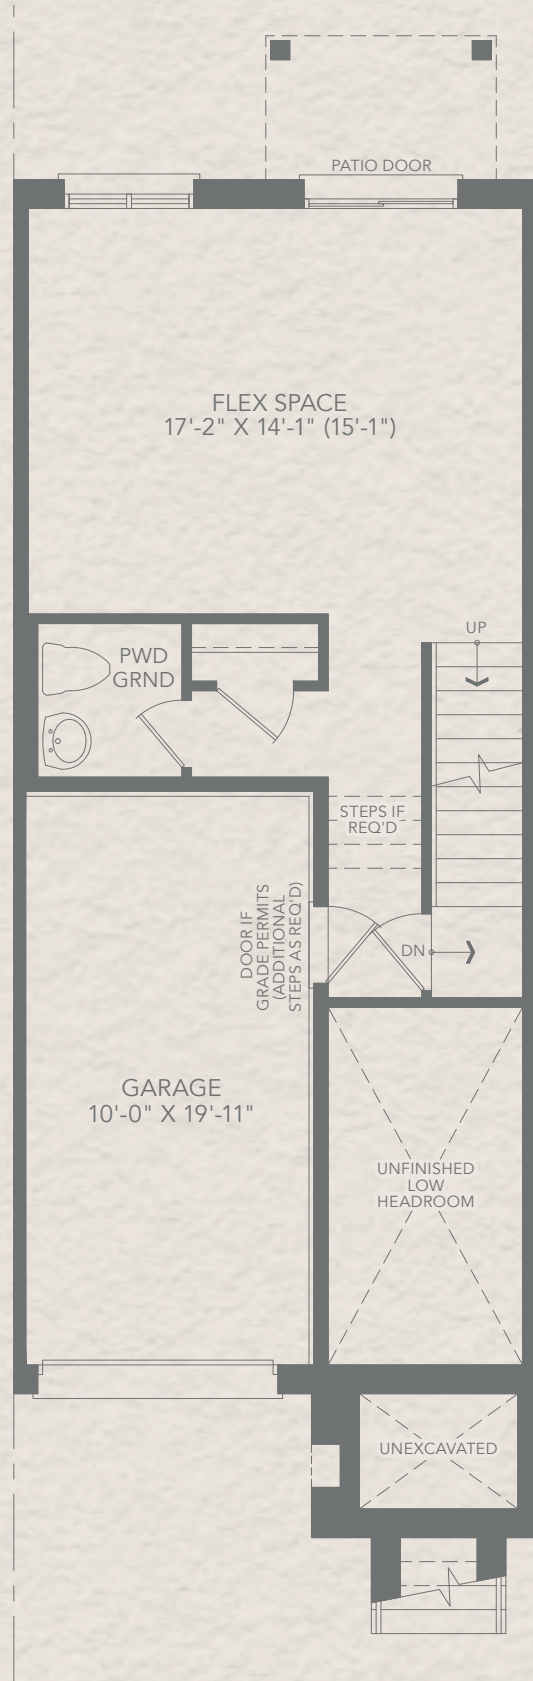 PATIO DOOR
FLEX SPACE
17'-2" X 14'-1" (15'-1")
UP
PWD
GRND
STEPS IF
REQ'D
DOOR IF
GRADE PERMITS
(ADDITIONAL
STEPS AS REQ'D)
DN
GARAGE
10'-0" X 19'-11"
UNFINISHED
LOW
HEADROOM
UNEXCAVATED